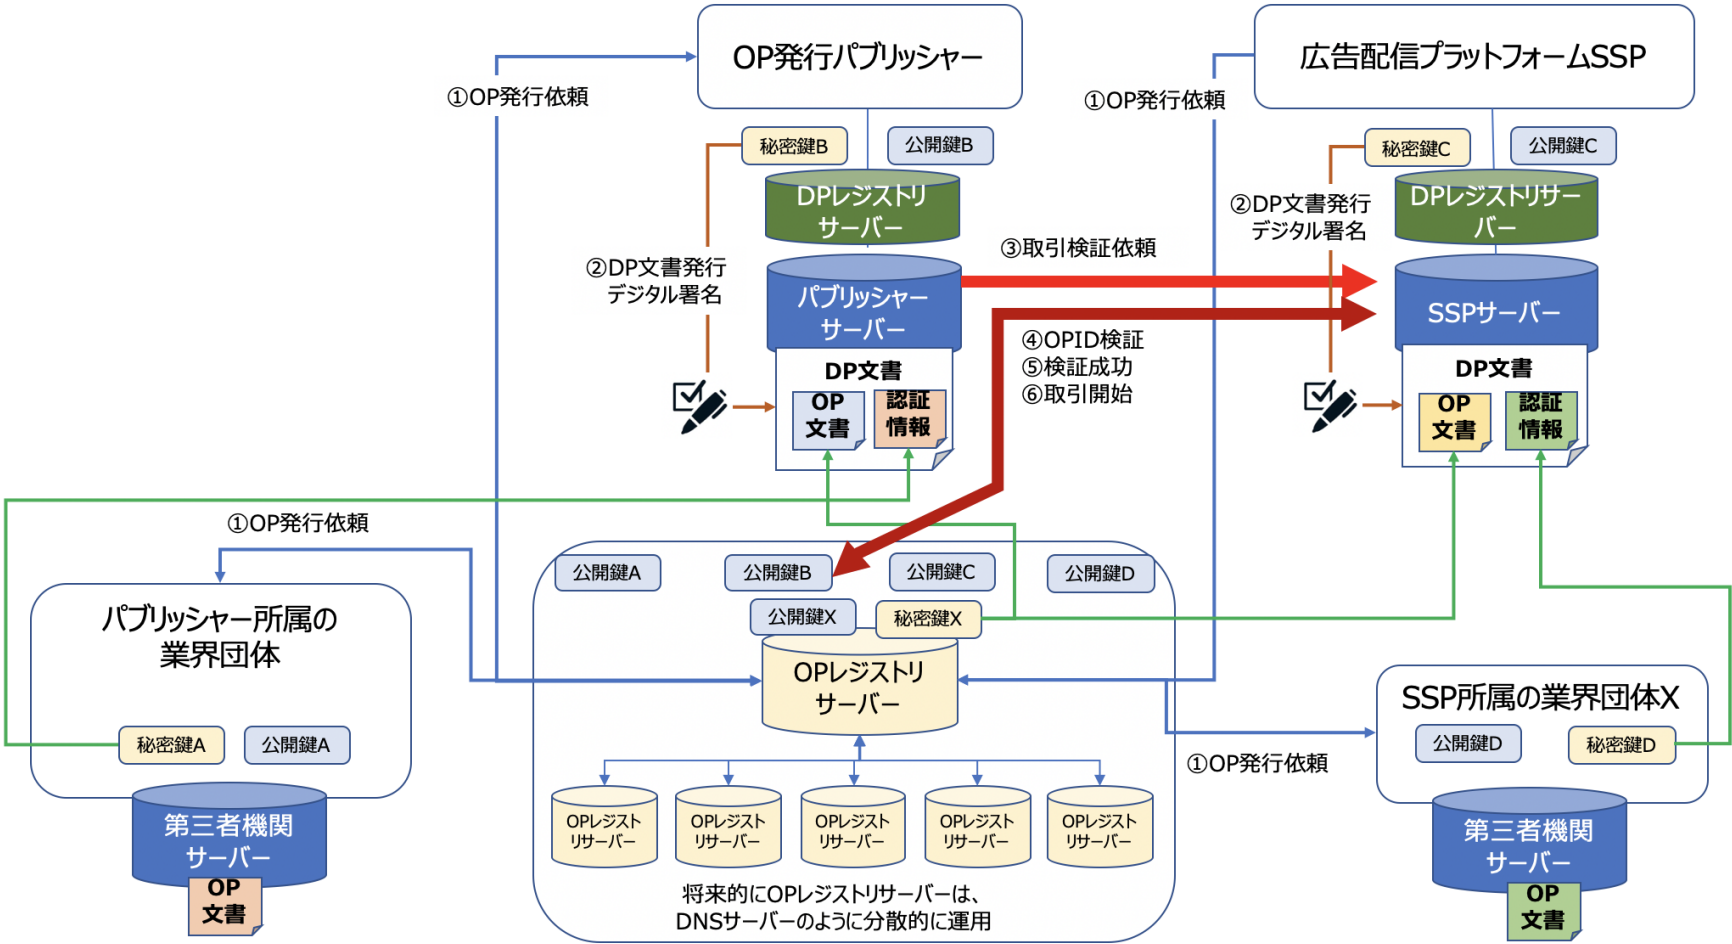 OP発行パブリッシャー
広告配信プラットフォームSSP
①OP発行依頼
①OP発行依頼
秘密鍵B
公開鍵B
秘密鍵C
公開鍵C
DPレジストリ
サーバー
DPレジストリサー
バー
②DP文書発行
デジタル署名
②DP文書発行
デジタル署名
③取引検証依頼
パブリッシャー
サーバー
SSPサーバー
④OPID検証
⑤検証成功
⑥取引開始
DP文書
OP
文書
認証
情報
DP文書
OP
文書
認証
情報
①OP発行依頼
パブリッシャー所属の
業界団体
秘密鍵A
公開鍵A
第三者機関
サーバー
OP
文書
公開鍵A
公開鍵B
公開鍵C
公開鍵D
公開鍵X
秘密鍵X
OPレジストリ
サーバー
OPレジスト
リサーバー
OPレジスト
リサーバー
OPレジスト
リサーバー
OPレジスト
リサーバー
OPレジスト
リサーバー
将来的にOPレジストリサーバーは、
DNSサーバーのように分散的に運用
①OP発行依頼
SSP所属の業界団体X
公開鍵D
秘密鍵D
第三者機関
サーバー
OP
文書